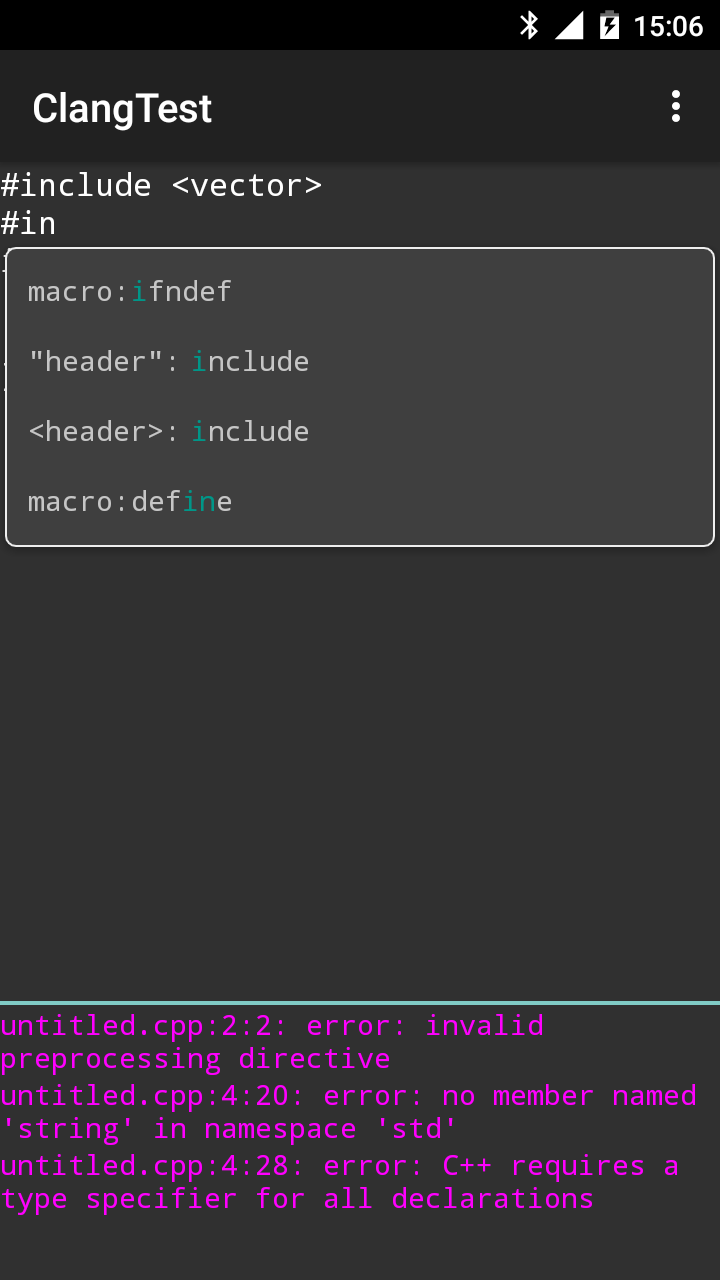 15:06
ClangTest
#include <vector>
#in
macro:ifndef
"header": include
<header>: include
macro:define
untitled.cpp:2:2: error: invalid
preprocessing directive
untitled.cpp:4:20: error: no member named
'string' in namespace 'std'
untitled.cpp:4:28: error: C++ requires a
type specifier for all declarations